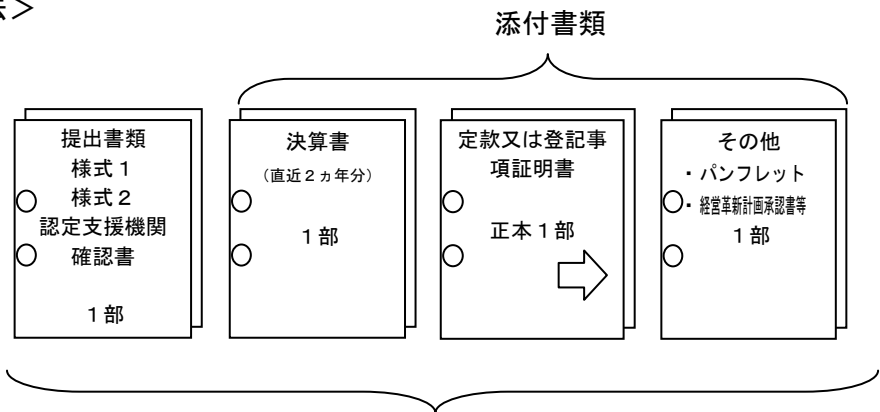 法＞
添付書類
提出書類
様式１
様式２
認定支援機関
確認書
１部
決算書
（直近２ヵ年分）
１部
定款又は登記事
項証明書
正本１部
その他
・パンフレット
・経営革新計画承認書等
１部